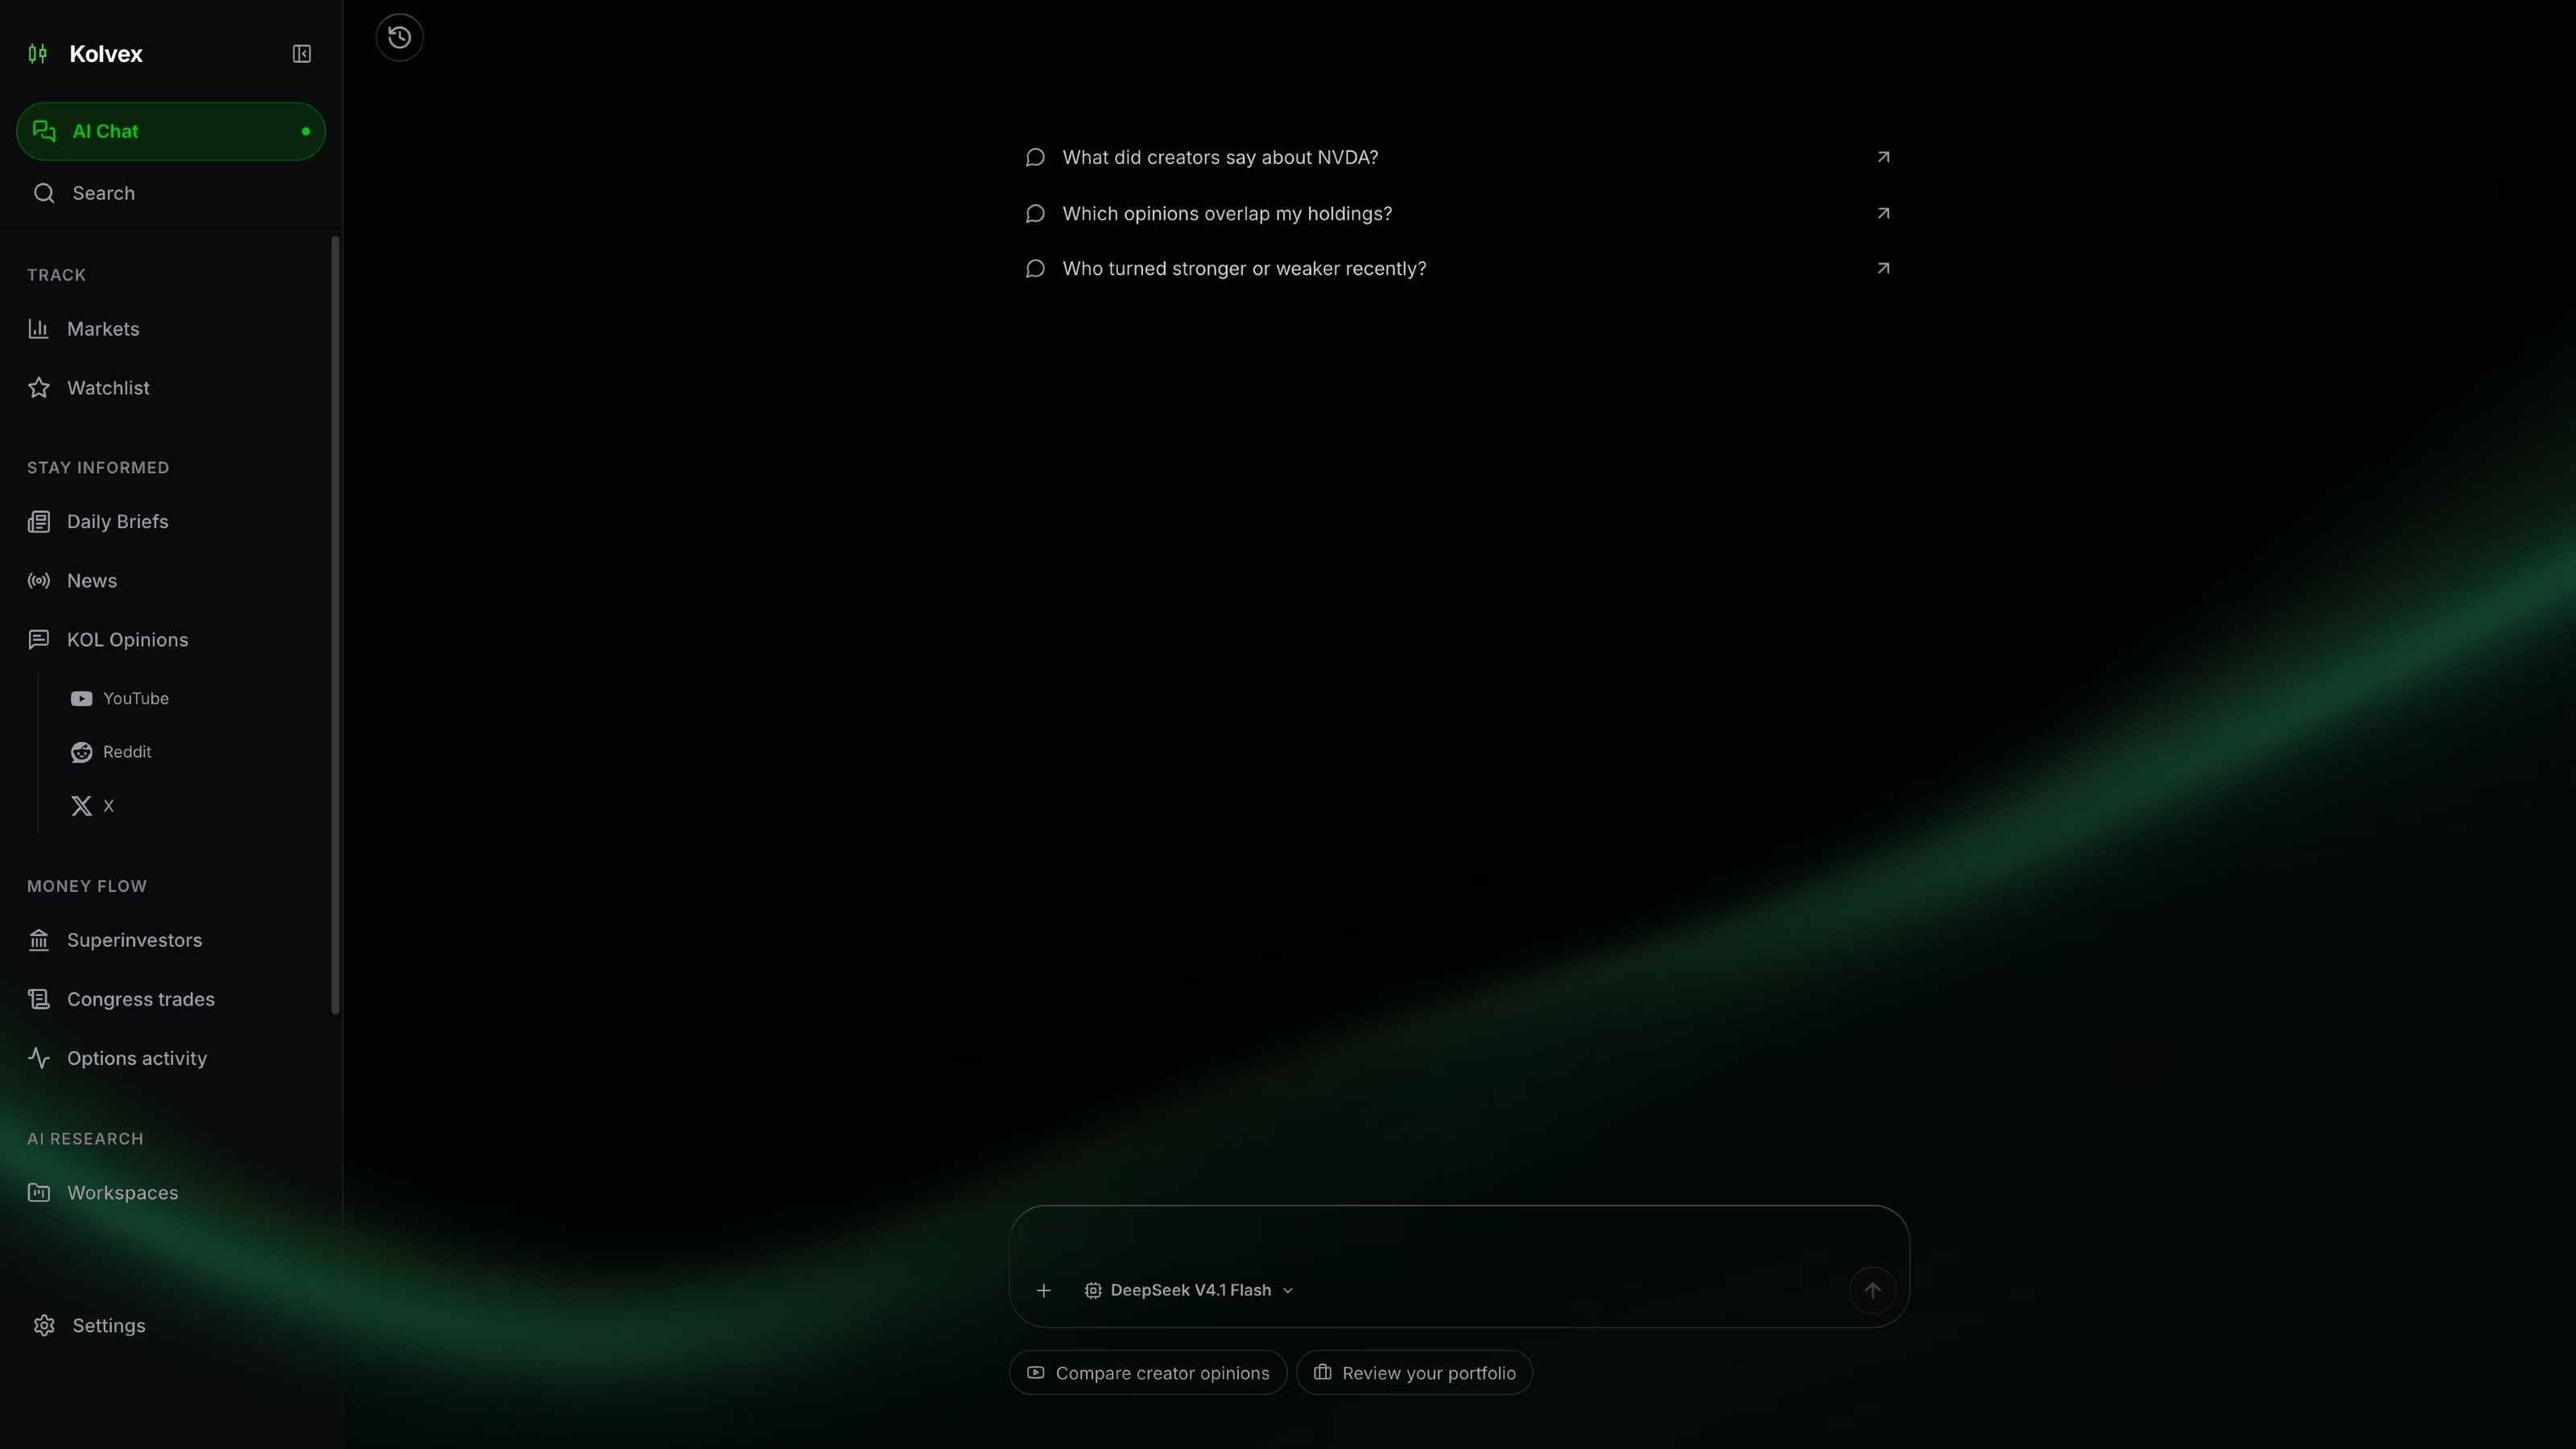 Kolvex
AI Chat
Search
TRACK
Markets
Watchlist
STAY INFORMED
Daily Briefs
News
KOL Opinions
YouTube
Reddit
X
MONEY FLOW
Superinvestors
Congress trades
Options activity
AI RESEARCH
Workspaces
Settings
What did creators say about NVDA?
Which opinions overlap my holdings?
Who turned stronger or weaker recently?
DeepSeek V4.1 Flash
Compare creator opinions
Review your portfolio